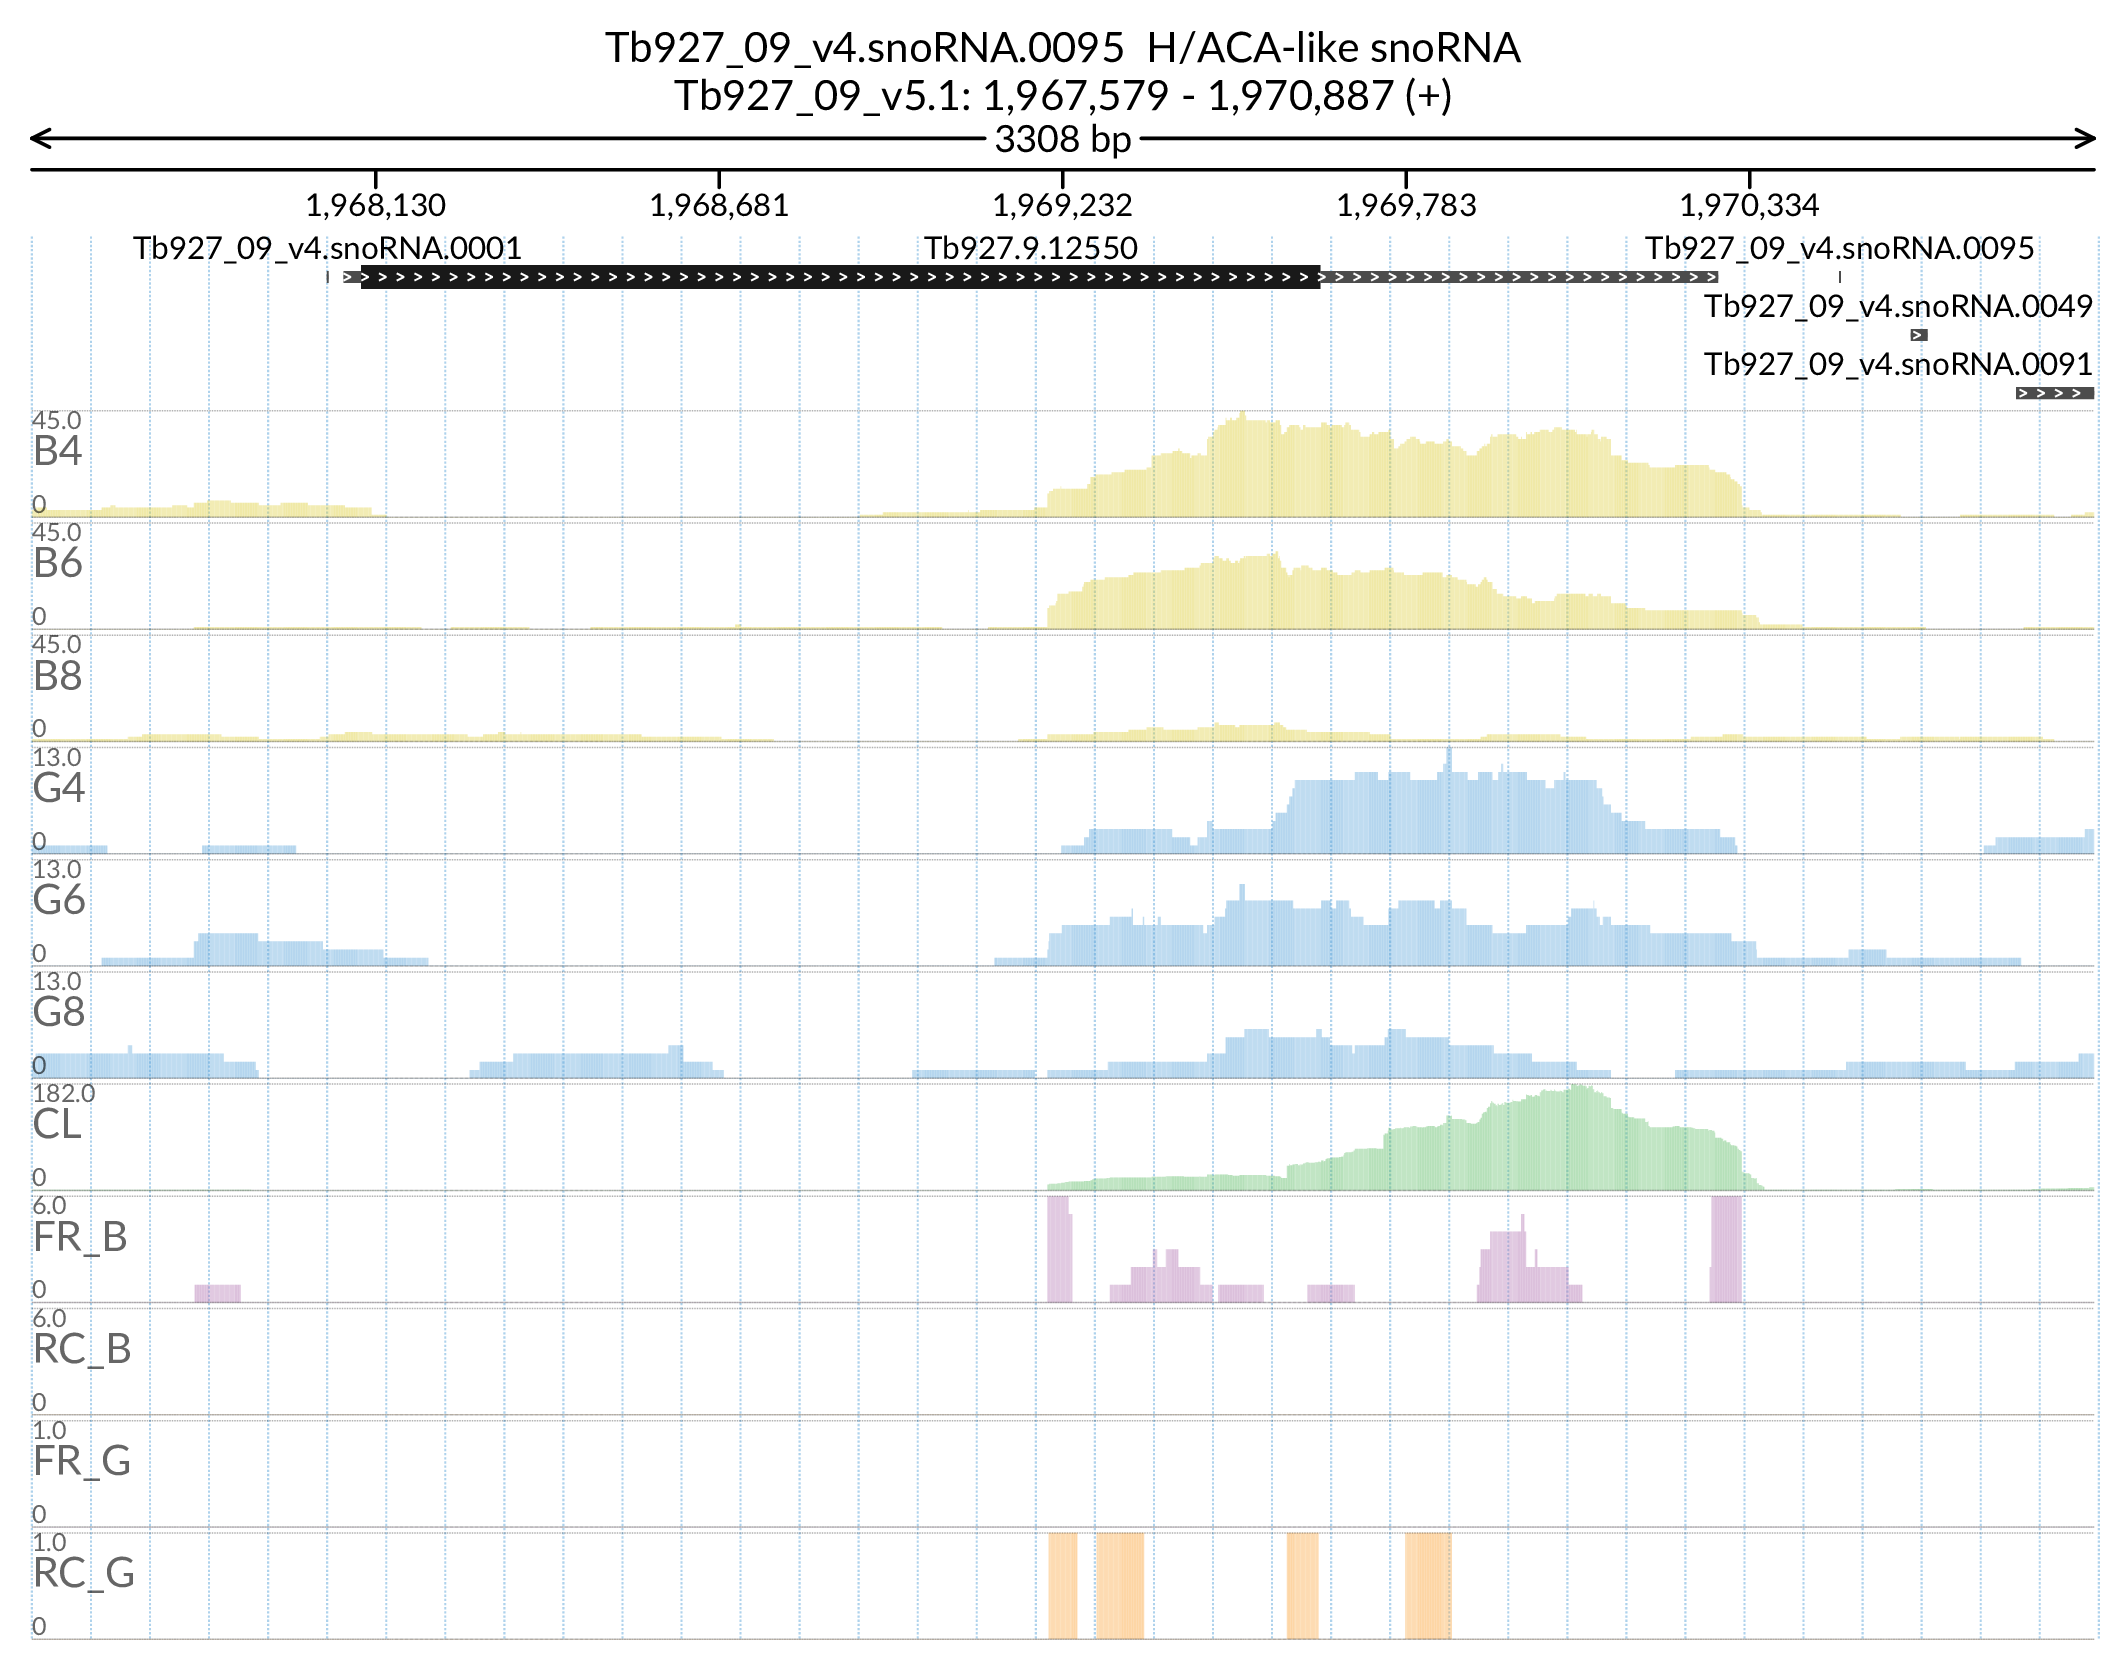 Tb927_09_v4.snoRNA.0095 H/ACA-like snoRNA
Tb927_09_v5.1: 1,967,579 - 1,970,887 (+)
3308 bp
1,968,130 1,968,681 1,969,232 1,969,783 1,970,334
Tb927_09_v4.snoRNA.0001 Tb927.9.12550 Tb927_09_v4.snoRNA.0095
Tb927_09_v4.snoRNA.0049
Tb927_09_v4.snoRNA.0091
45.0
B4
0
45.0
B6
0
45.0
B8
0
13.0
G4
0
13.0
G6
0
13.0
G8
0
182.0
CL
0
6.0
FR_B
0
6.0
RC_B
0
1.0
FR_G
0
1.0
RC_G
0